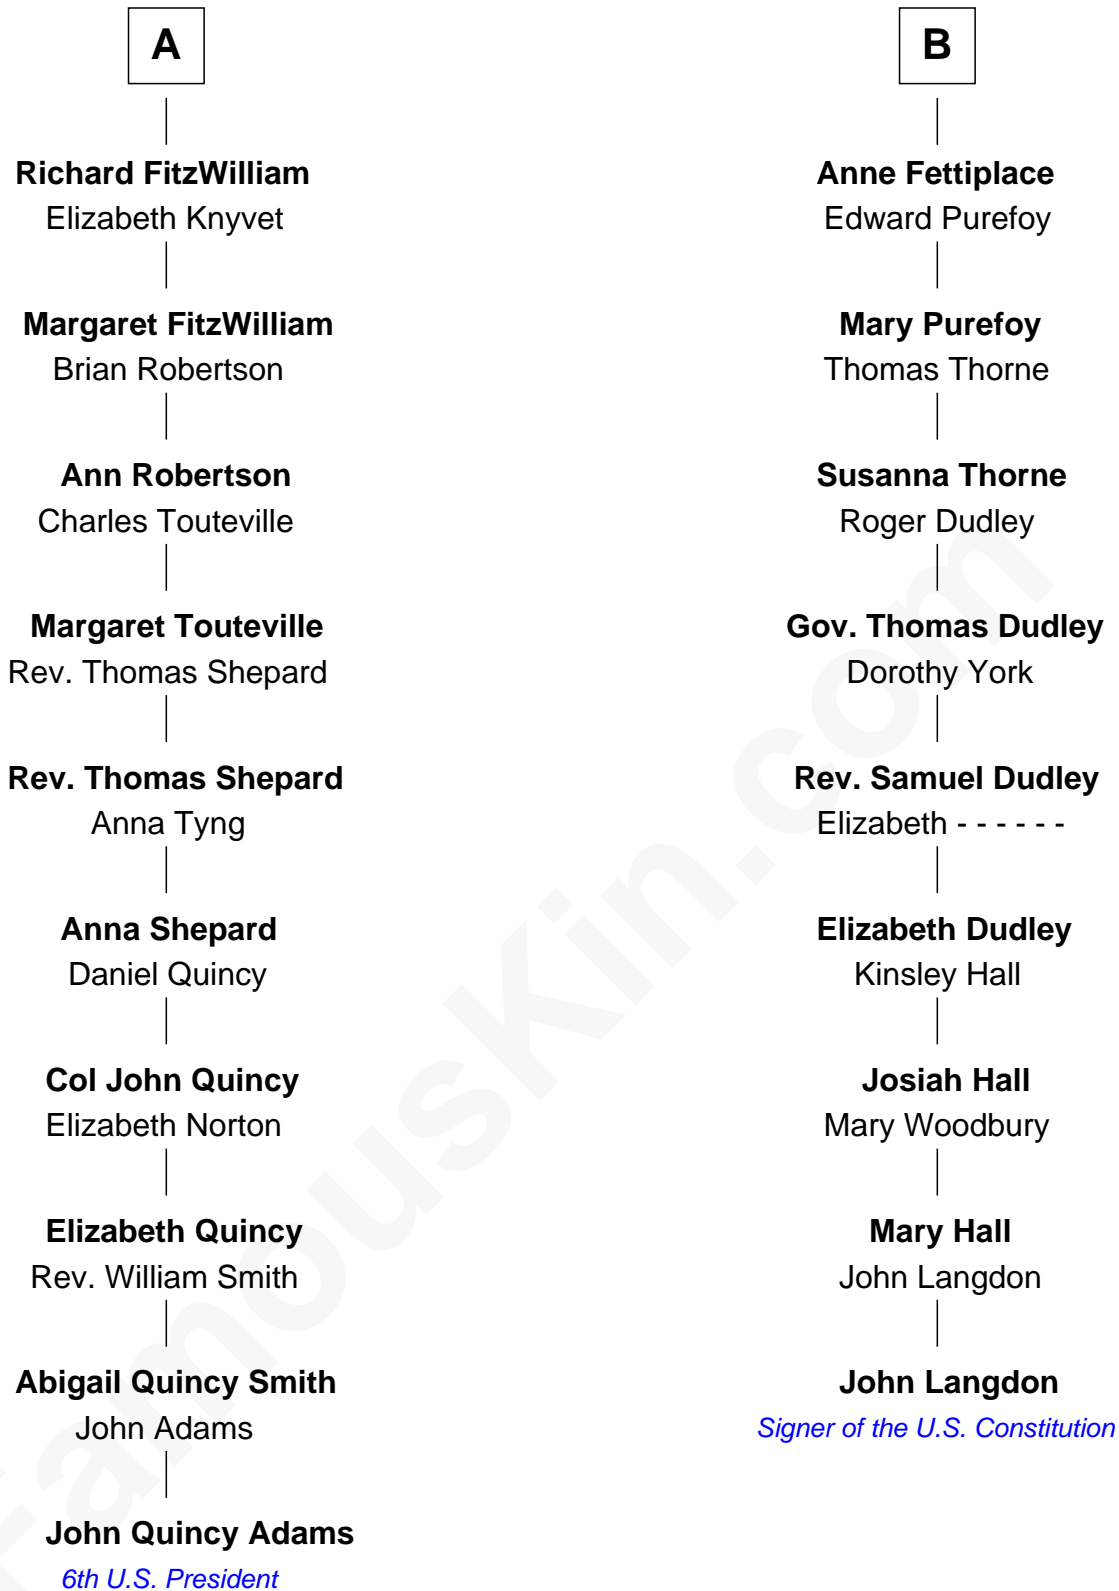 A
Richard FitzWilliam
Elizabeth Knyvet
Margaret FitzWilliam
Brian Robertson
Ann Robertson
Charles Touteville
Margaret Touteville
Rev. Thomas Shepard
Rev. Thomas Shepard
Anna Tyng
Anna Shepard
Daniel Quincy
Col John Quincy
Elizabeth Norton
Elizabeth Quincy
Rev. William Smith
Abigail Quincy Smith
John Adams
John Quincy Adams
6th U.S. President
B
Anne Fettiplace
Edward Purefoy
Mary Purefoy
Thomas Thorne
Susanna Thorne
Roger Dudley
Gov. Thomas Dudley
Dorothy York
Rev. Samuel Dudley
Elizabeth - - - - - -
Elizabeth Dudley
Kinsley Hall
Josiah Hall
Mary Woodbury
Mary Hall
John Langdon
John Langdon
Signer of the U.S. Constitution
FamousKin.com